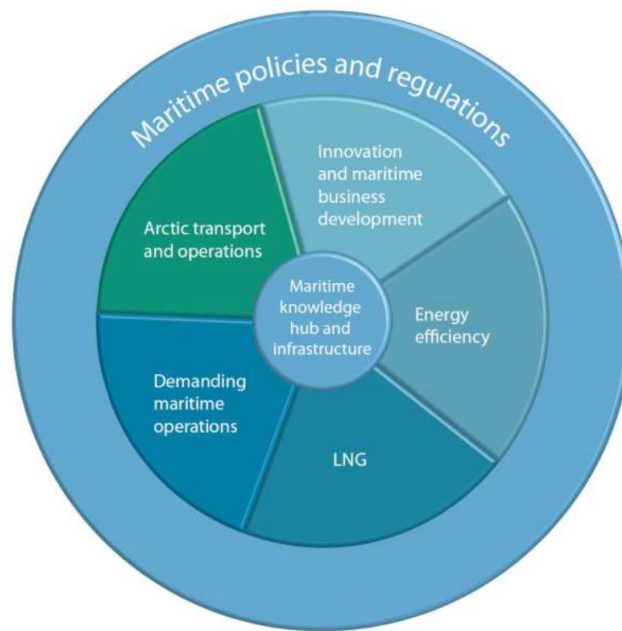 Maritime policies and regulations
Innovation
and maritime
business
development
Arctic transport
and operations
Maritime
knowledge
hub and
infrastructure
Energy
efficiency
Demanding
maritime
operations
LNG